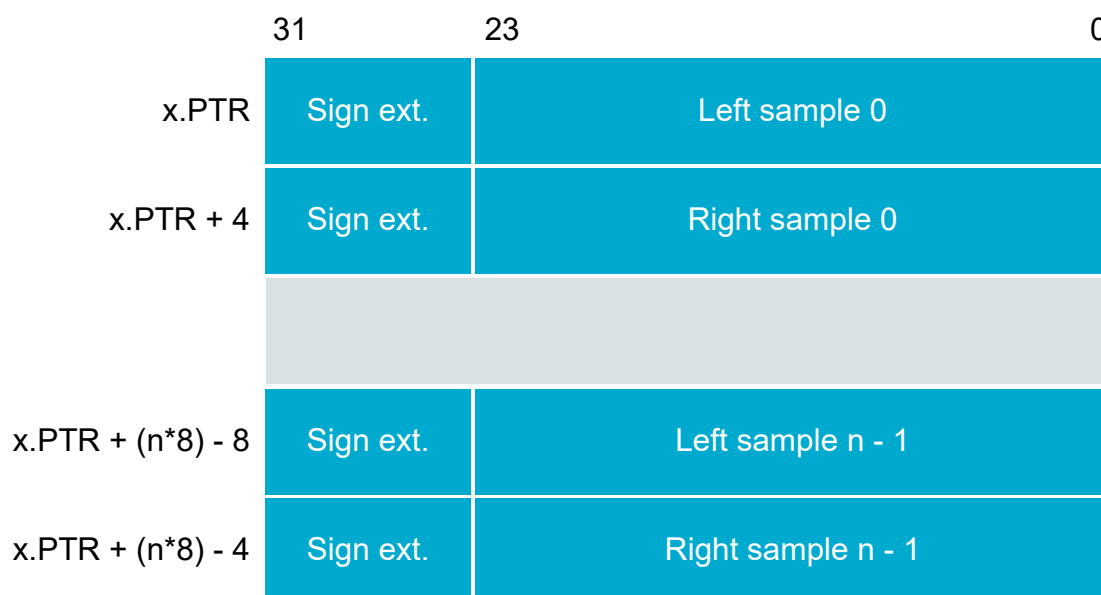 31 23 0
x.PTR Sign ext. Left sample 0
x.PTR + 4 Sign ext. Right sample 0
x.PTR + (n*8) - 8 Sign ext. Left sample n - 1
x.PTR + (n*8) - 4 Sign ext. Right sample n - 1